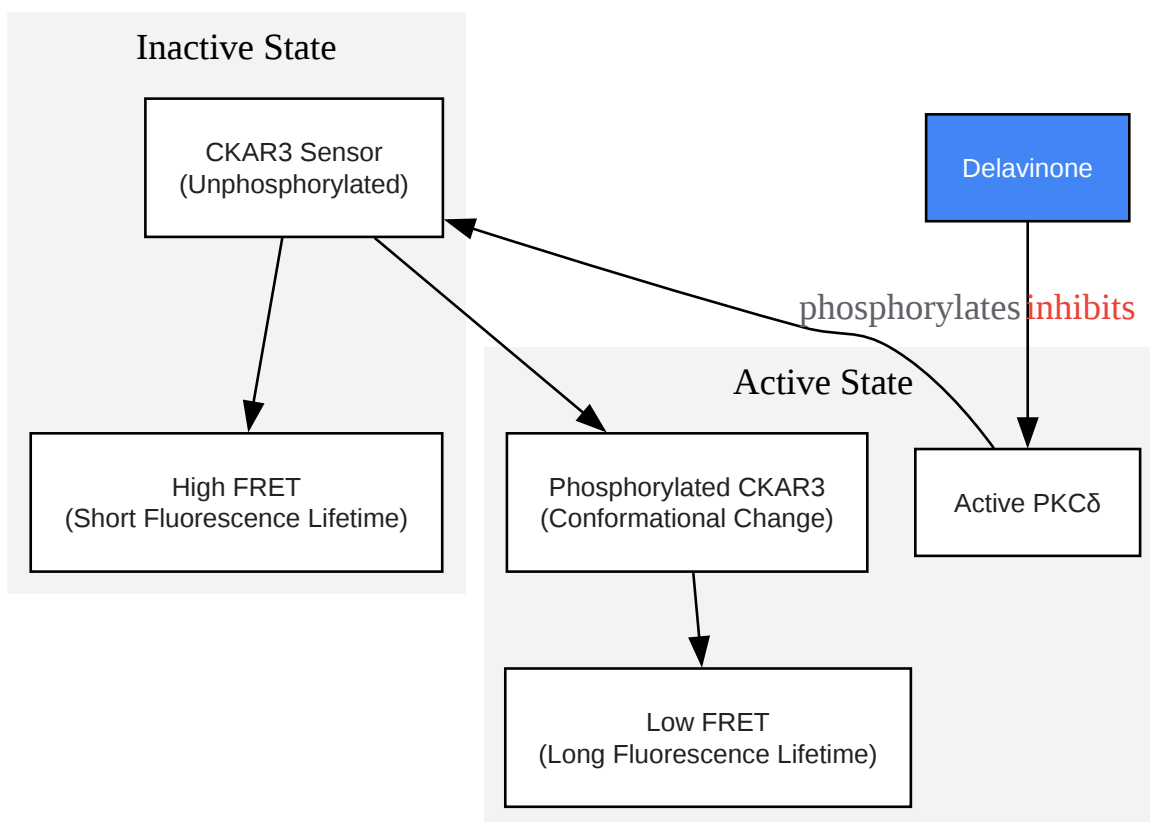 Inactive State
CKAR3 Sensor
(Unphosphorylated)
Delavinone
phosphorylates
inhibits
Active State
High FRET
(Short Fluorescence Lifetime)
Phosphorylated CKAR3
(Conformational Change)
Active PKCδ
Low FRET
(Long Fluorescence Lifetime)